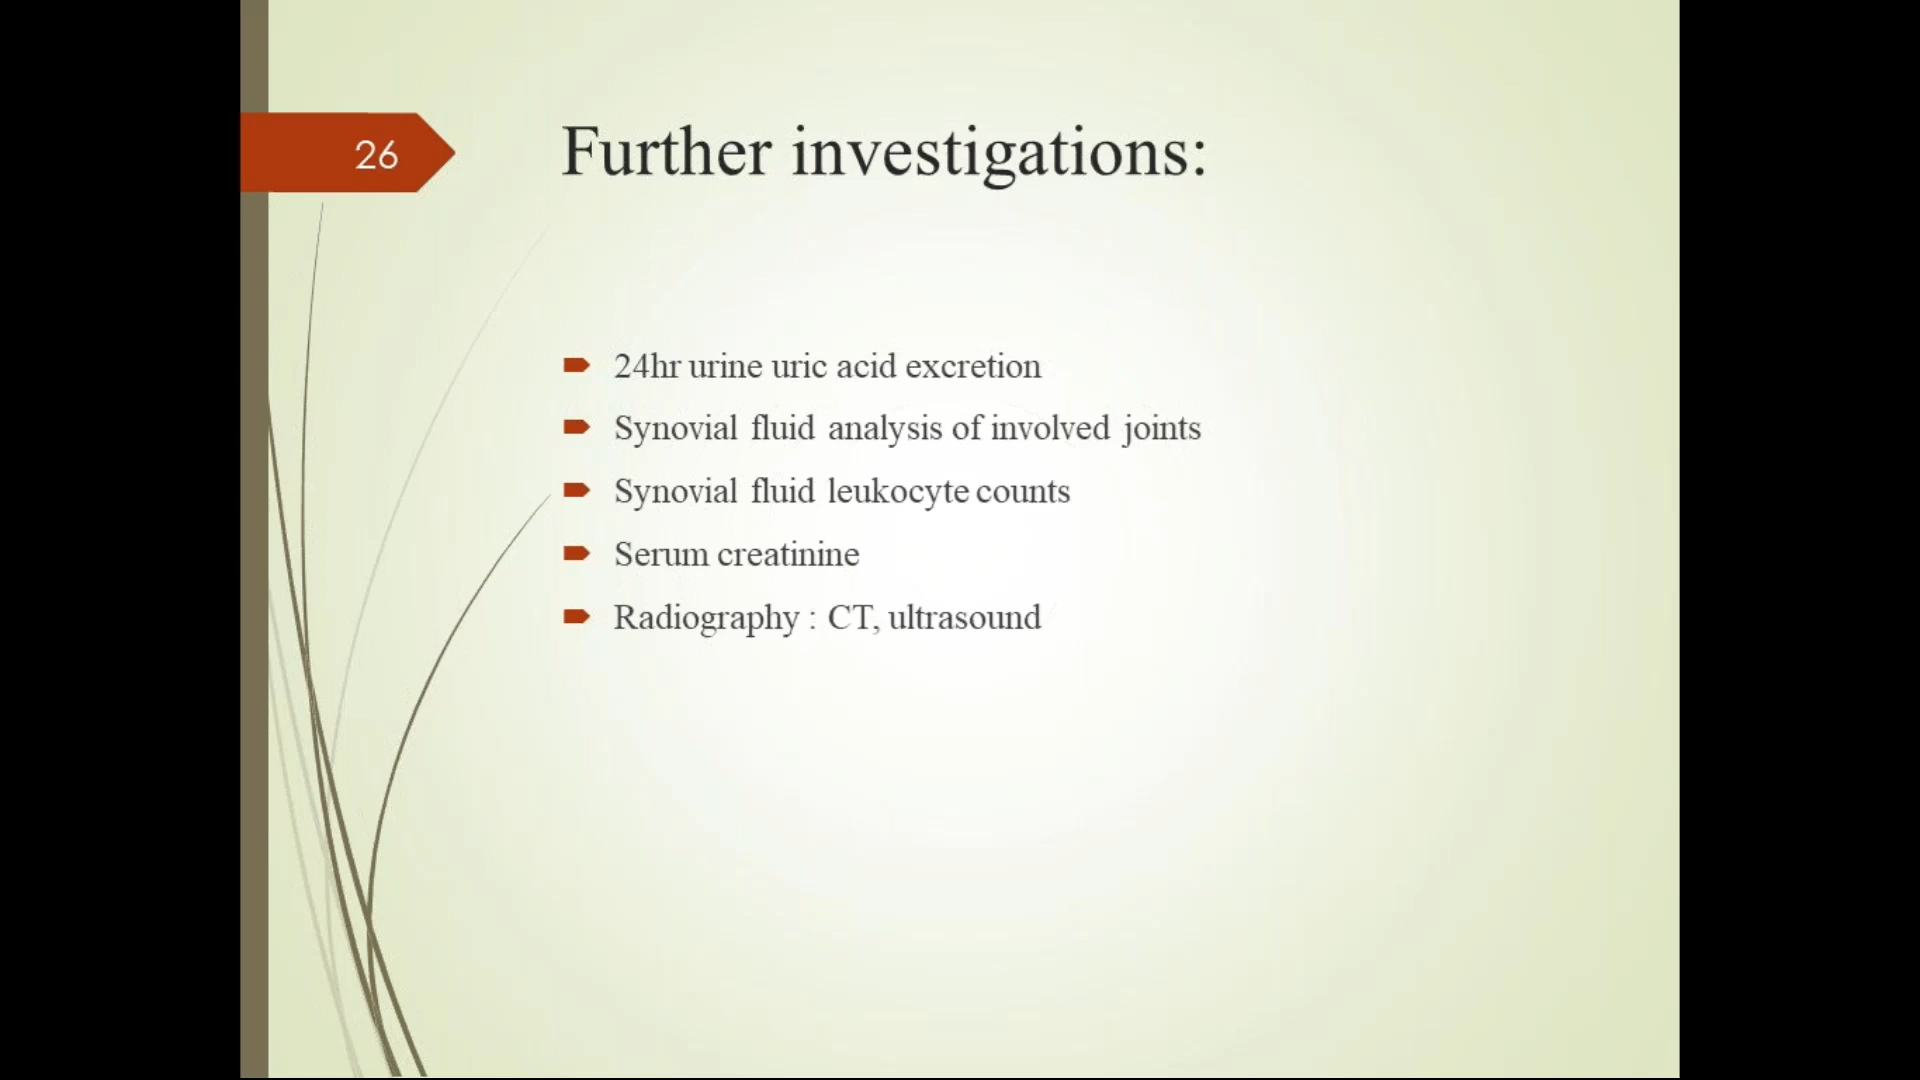 26
Further investigations:
24hr urine uric acid excretion
Synovial fluid analysis of involved joints
Synovial fluid leukocyte counts
Serum creatinine
Radiography : CT, ultrasound